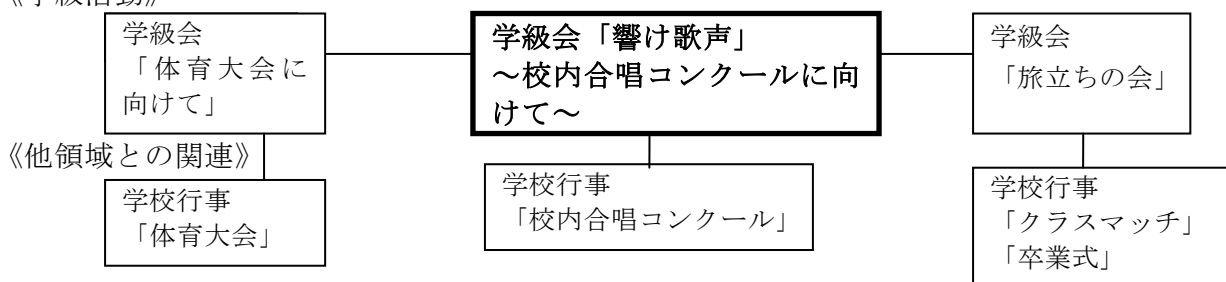 学級会
「体育大会に
向けて」
学級会「響け歌声」
~校内合唱コンクールに向
けて~
学級会
「旅立ちの会」
《他領域との関連》
学校行事
「体育大会」
学校行事
「校内合唱コンクール」
学校行事
「クラスマッチ」
「卒業式」